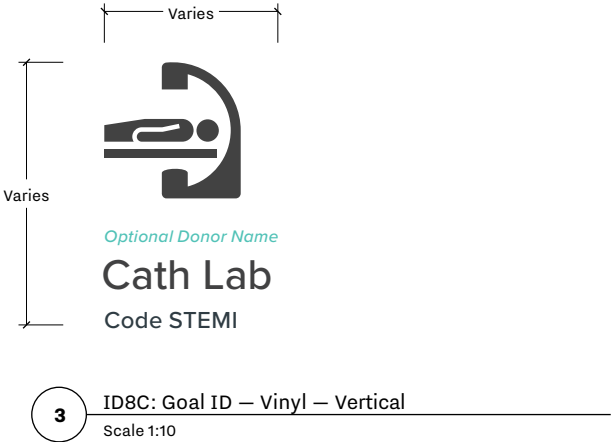 Varies
Varies
Optional Donor Name
Cath Lab
Code STEMI
3
ID8C: Goal ID — Vinyl — Vertical
Scale 1:10